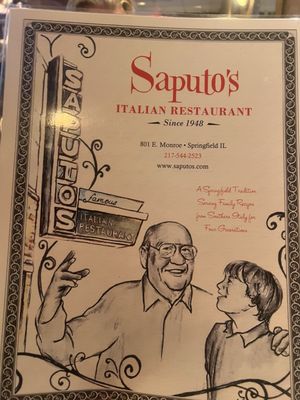 Saputo's
ITALIAN RESTAURANT
Since 1948
801 E. Monroe • Springfield IL
217-544-2523
www.saputos.com
A Springfield Tradition
Serving Family Recipes
from Southern Italy for
Four Generations
SAPUTO'S
Famous
ITALIAN
RESTAURANT